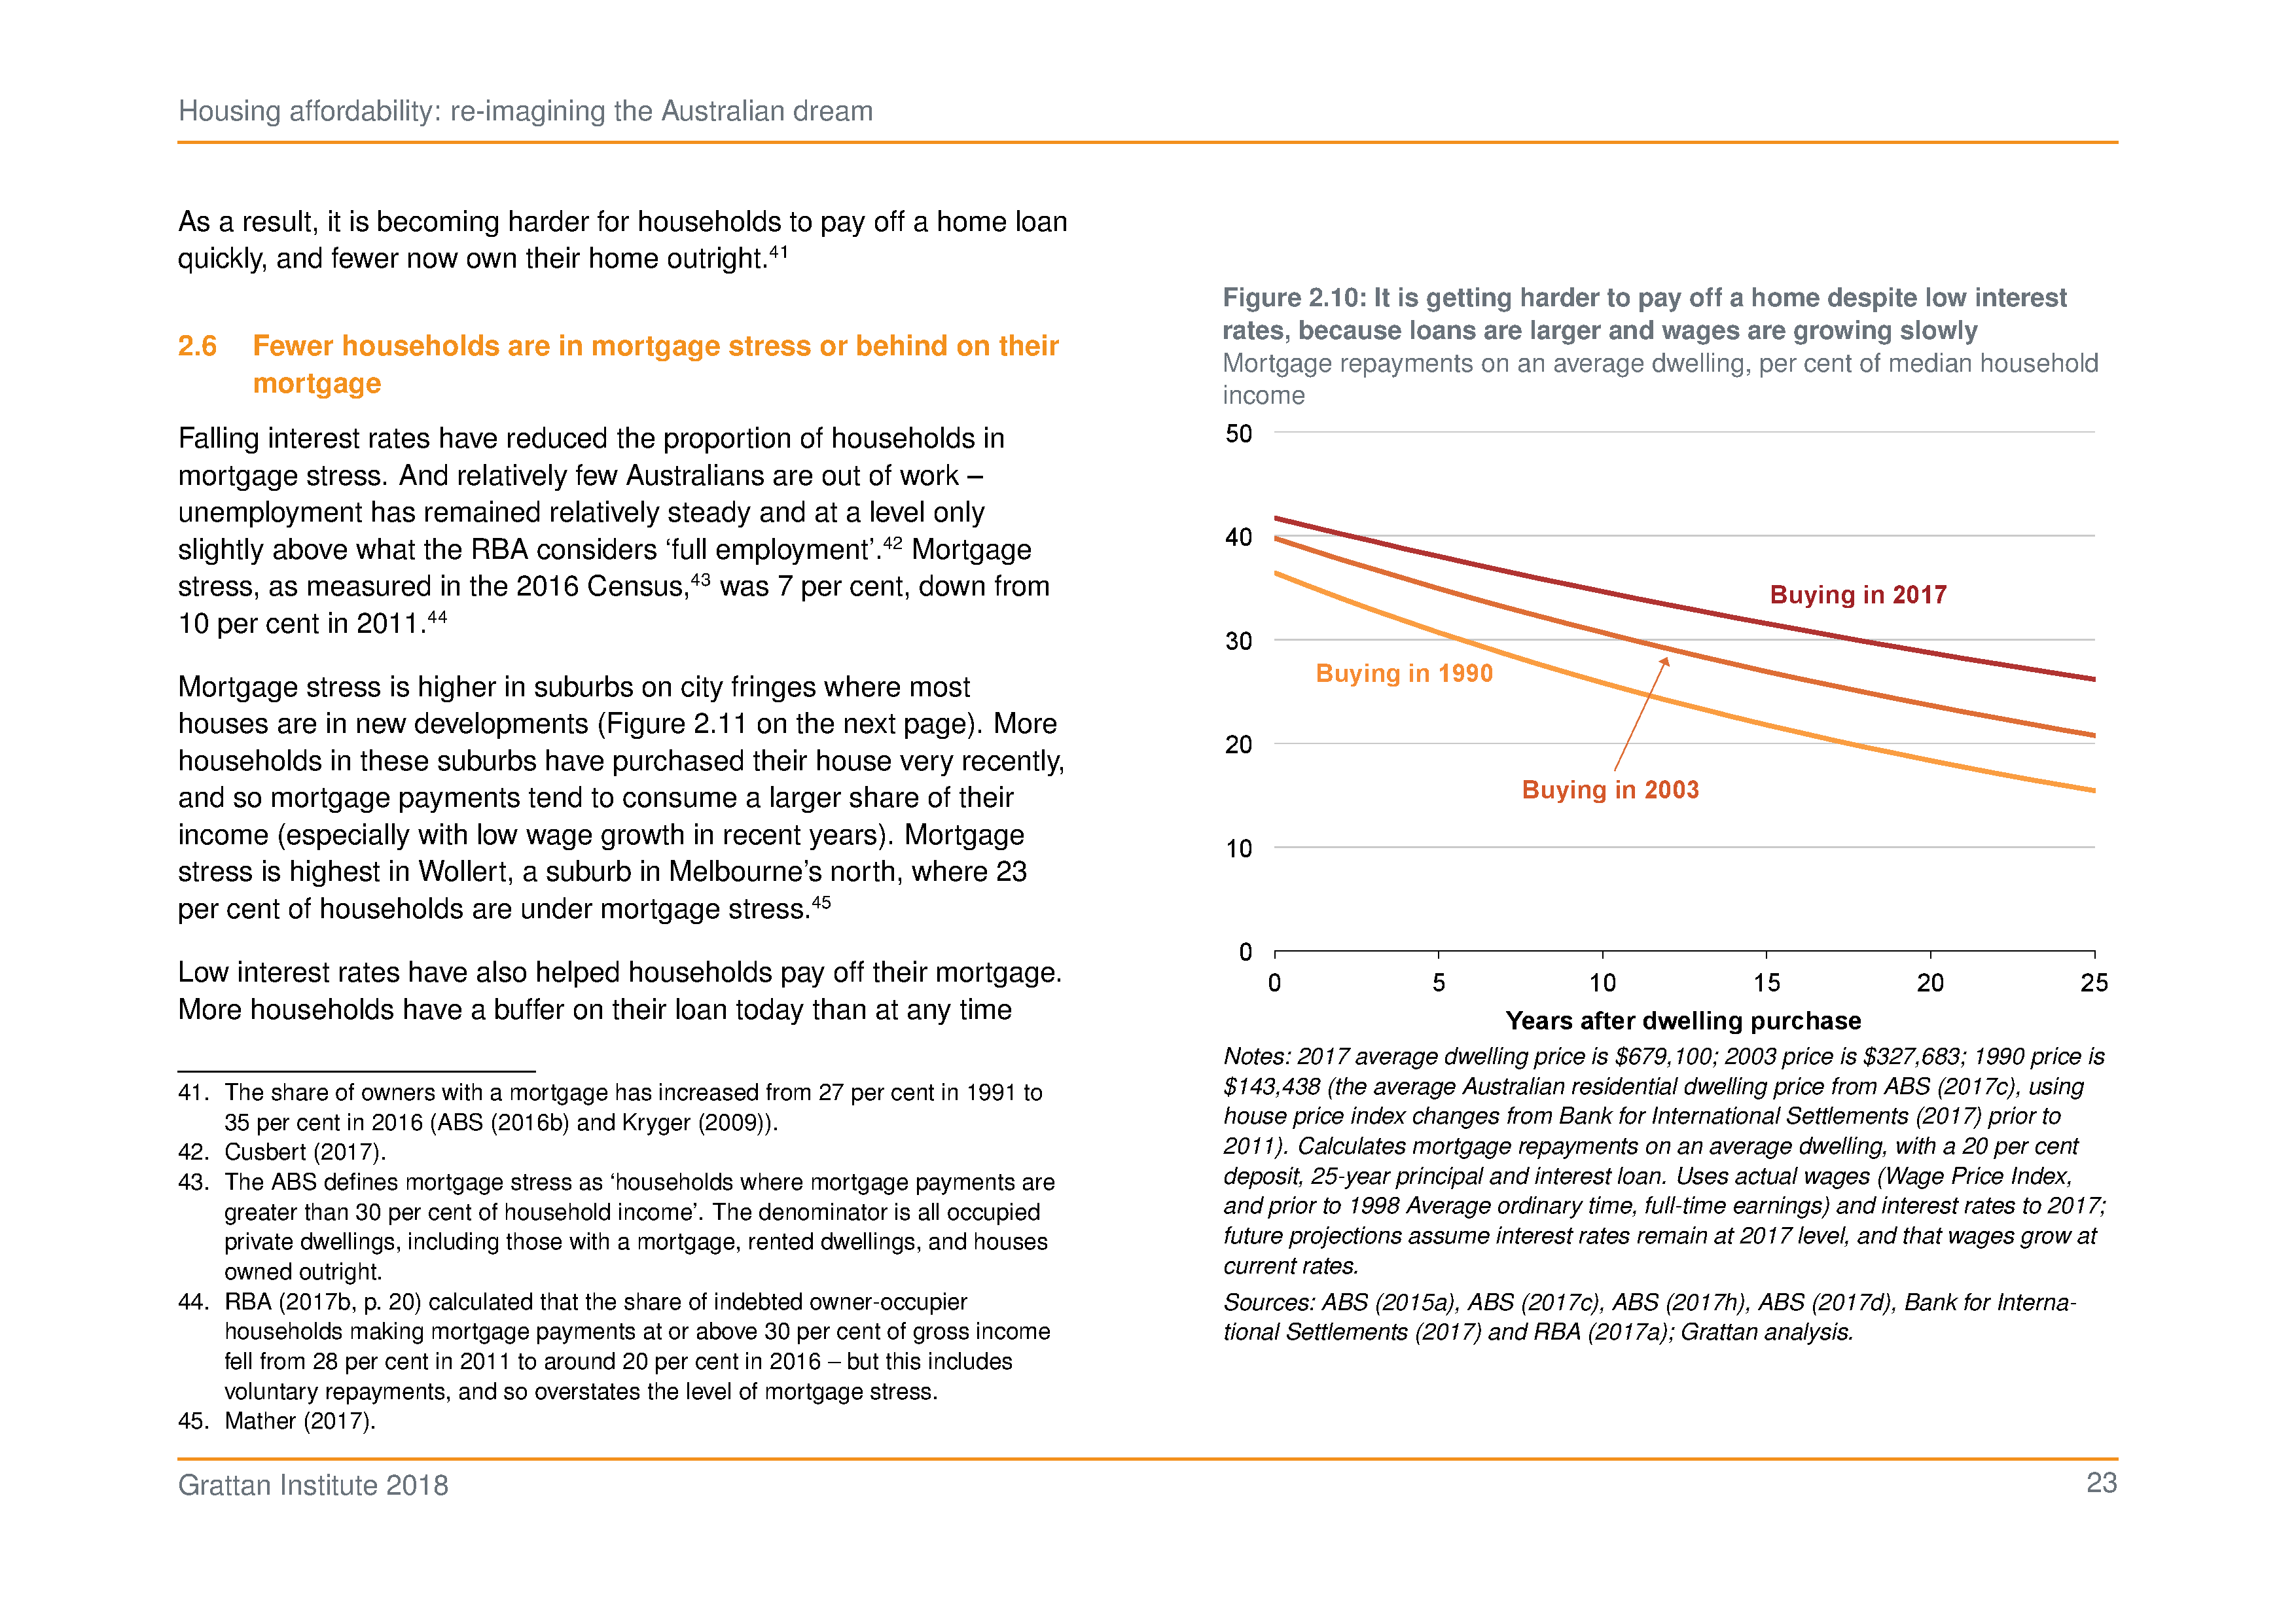 Housing affordability: re-imagining the Australian dream
As a result, it is becoming harder for households to pay off a home loan
quickly, and fewer now own their home outright.41
2.6 Fewer households are in mortgage stress or behind on their
mortgage
Falling interest rates have reduced the proportion of households in
mortgage stress. And relatively few Australians are out of work –
unemployment has remained relatively steady and at a level only
slightly above what the RBA considers ‘full employment’.42 Mortgage
stress, as measured in the 2016 Census,43 was 7 per cent, down from
10 per cent in 2011.44
Mortgage stress is higher in suburbs on city fringes where most
houses are in new developments (Figure 2.11 on the next page). More
households in these suburbs have purchased their house very recently,
and so mortgage payments tend to consume a larger share of their
income (especially with low wage growth in recent years). Mortgage
stress is highest in Wollert, a suburb in Melbourne’s north, where 23
per cent of households are under mortgage stress.45
Low interest rates have also helped households pay off their mortgage.
More households have a buffer on their loan today than at any time
41. The share of owners with a mortgage has increased from 27 per cent in 1991 to
35 per cent in 2016 (ABS (2016b) and Kryger (2009)).
42. Cusbert (2017).
43. The ABS defines mortgage stress as ‘households where mortgage payments are
greater than 30 per cent of household income’. The denominator is all occupied
private dwellings, including those with a mortgage, rented dwellings, and houses
owned outright.
44. RBA (2017b, p. 20) calculated that the share of indebted owner-occupier
households making mortgage payments at or above 30 per cent of gross income
fell from 28 per cent in 2011 to around 20 per cent in 2016 – but this includes
voluntary repayments, and so overstates the level of mortgage stress.
45. Mather (2017).
Figure 2.10: It is getting harder to pay off a home despite low interest
rates, because loans are larger and wages are growing slowly
Mortgage repayments on an average dwelling, per cent of median household
income
50
40
Buying in 2017
30
Buying in 1990
20
Buying in 2003
10
0
0 5 10 15 20 25
Years after dwelling purchase
Notes: 2017 average dwelling price is $679,100; 2003 price is $327,683; 1990 price is
$143,438 (the average Australian residential dwelling price from ABS (2017c), using
house price index changes from Bank for International Settlements (2017) prior to
2011). Calculates mortgage repayments on an average dwelling, with a 20 per cent
deposit, 25-year principal and interest loan. Uses actual wages (Wage Price Index,
and prior to 1998 Average ordinary time, full-time earnings) and interest rates to 2017;
future projections assume interest rates remain at 2017 level, and that wages grow at
current rates.
Sources: ABS (2015a), ABS (2017c), ABS (2017h), ABS (2017d), Bank for Interna-
tional Settlements (2017) and RBA (2017a); Grattan analysis.
Grattan Institute 2018
23